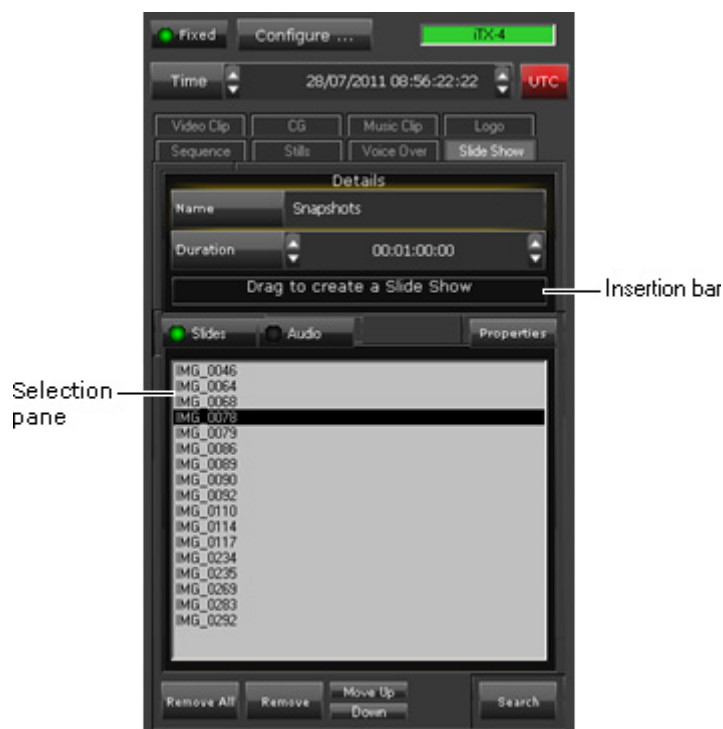 Fixed Configure ... iTX-4
Time 28/07/2011 08:56:22:22 UTC
Video Clip CG Music Clip Logo
Sequence Stills Voice Over Slide Show
Details
Name Snapshots
Duration 00:01:00:00
Drag to create a Slide Show
Insertion bar
Slides Audio Properties
Selection pane
IMG_0046
IMG_0064
IMG_0068
IMG_0078
IMG_0079
IMG_0086
IMG_0089
IMG_0090
IMG_0092
IMG_0110
IMG_0114
IMG_0117
IMG_0234
IMG_0235
IMG_0269
IMG_0283
IMG_0292
Remove All Remove Move Up Search
Down